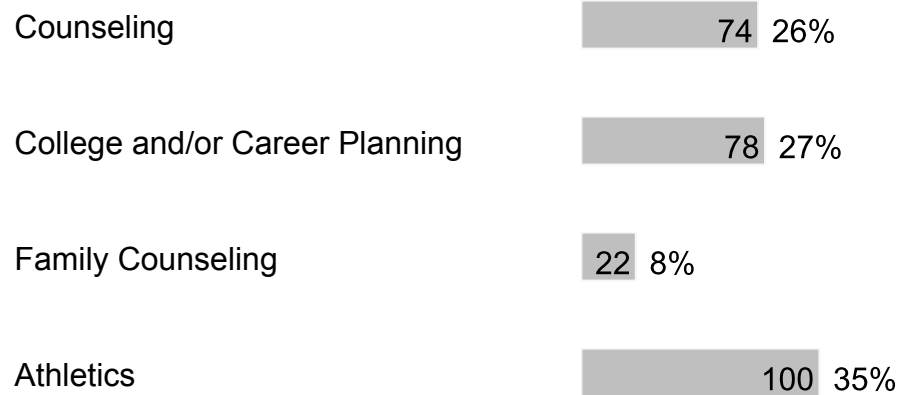 Counseling 74 26%
College and/or Career Planning 78 27%
Family Counseling 22 8%
Athletics 100 35%